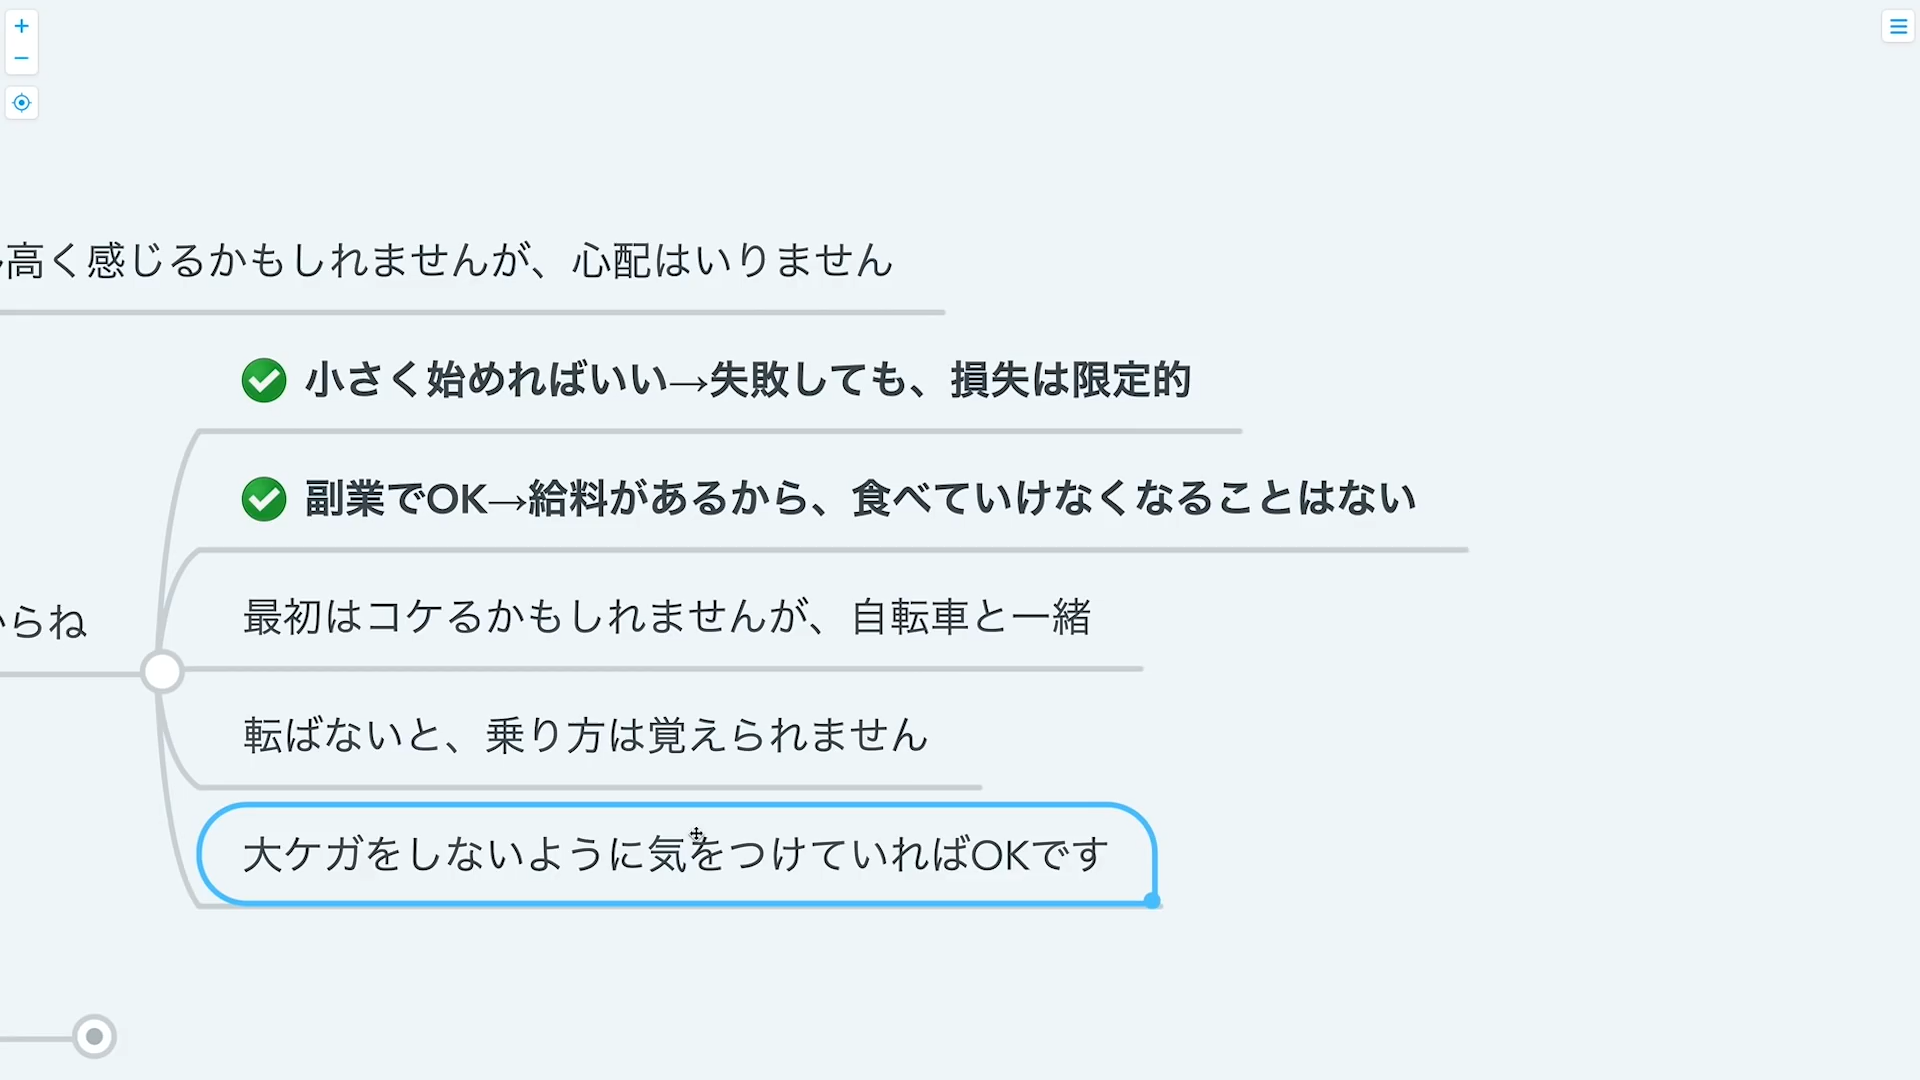 高く感じるかもしれませんが、心配はいりません
小さく始めればいい→失敗しても、損失は限定的
副業でOK→給料があるから、食べていけなくなることはない
最初はコケるかもしれませんが、自転車と一緒
らね
転ばないと、乗り方は覚えられません
大ケガをしないように気をつけていればOKです